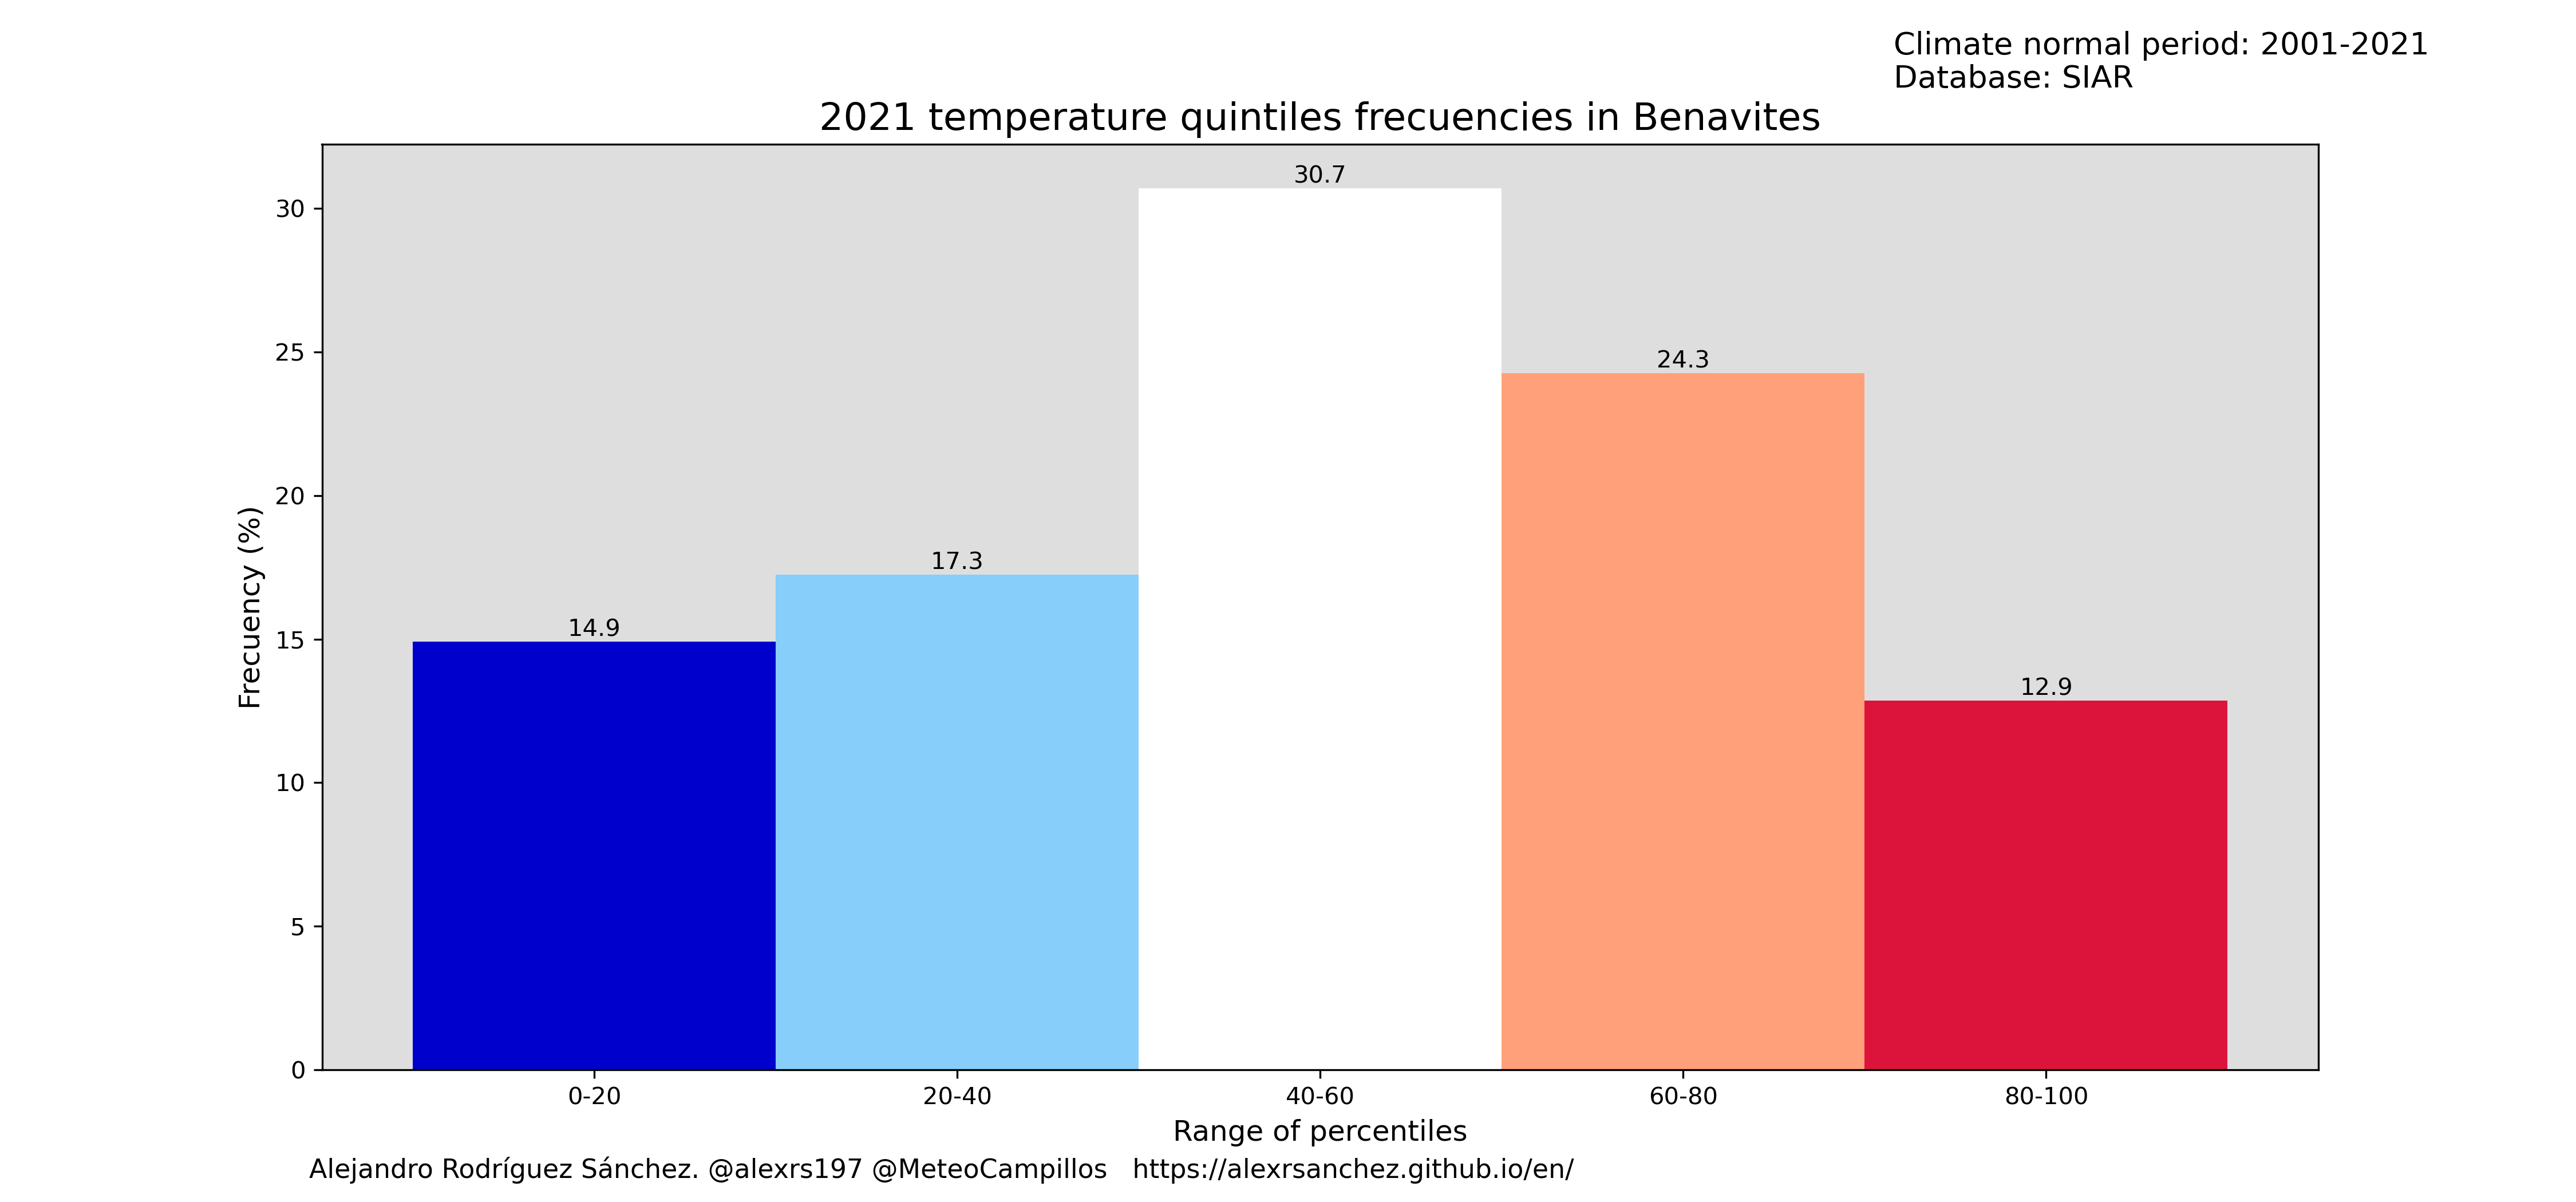 Climate normal period: 2001-2021
Database: SIAR
2021 temperature quintiles frecuencies in Benavites
30.7
30
25
24.3
20
17.3
Frecuency (%)
15
14.9
12.9
10
5
0
0-20 20-40 40-60 60-80 80-100
Range of percentiles
Alejandro Rodríguez Sánchez. @alexrs197 @MeteoCampillos https://alexrsanchez.github.io/en/